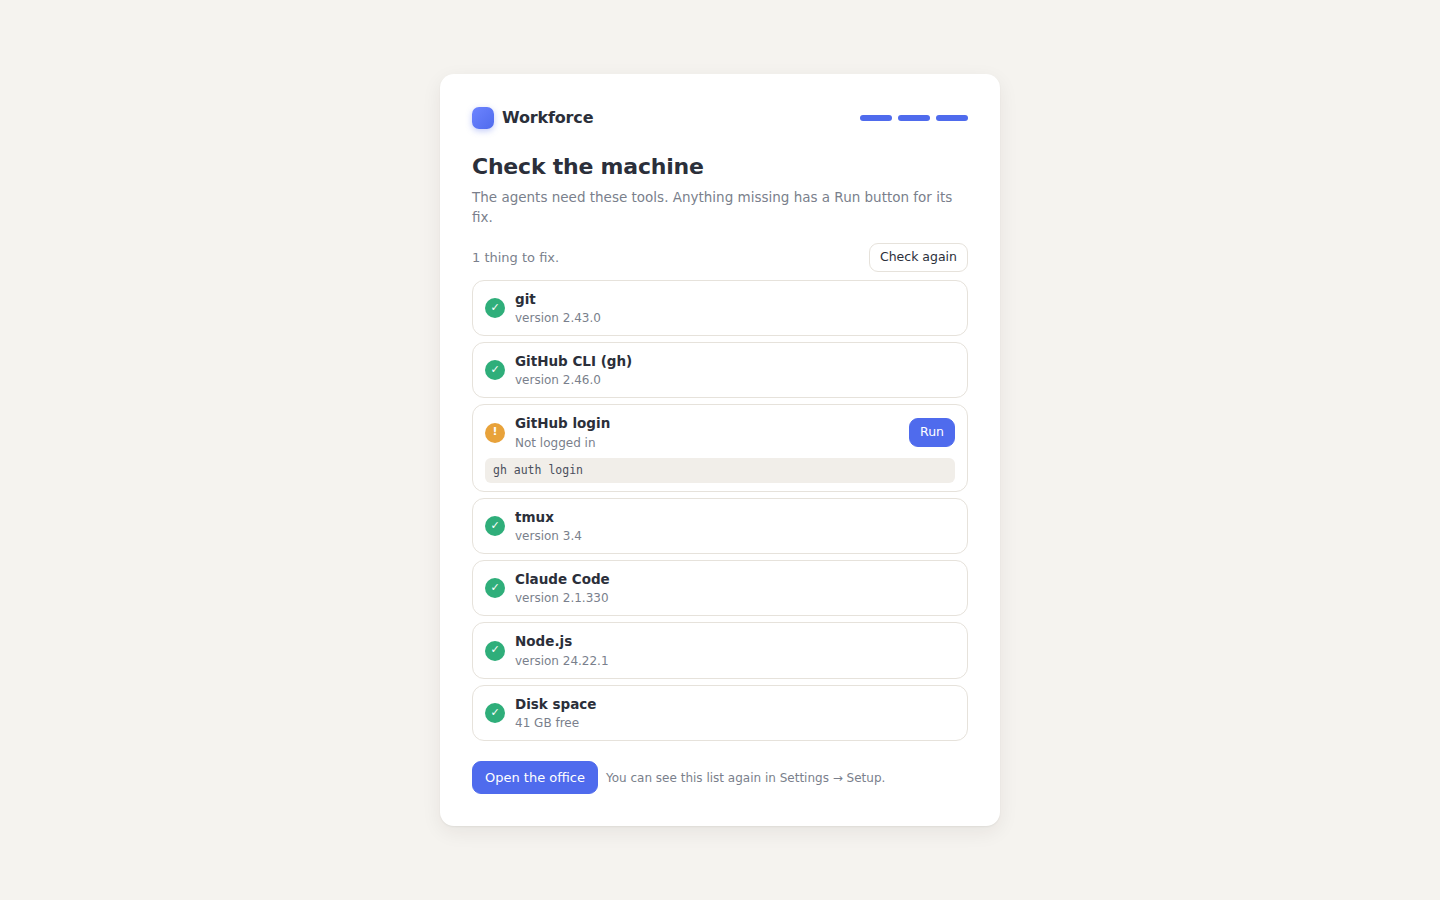 Workforce
Check the machine
The agents need these tools. Anything missing has a Run button for its
fix.
1 thing to fix.
Check again
✓
git
version 2.43.0
✓
GitHub CLI (gh)
version 2.46.0
!
GitHub login
Not logged in
Run
gh auth login
✓
tmux
version 3.4
✓
Claude Code
version 2.1.330
✓
Node.js
version 24.22.1
✓
Disk space
41 GB free
Open the office
You can see this list again in Settings → Setup.